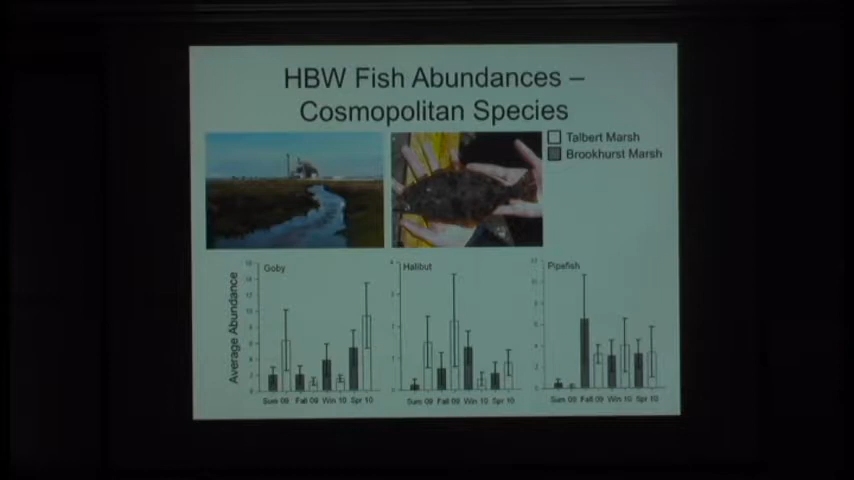 HBW Fish Abundances –
Cosmopolitan Species
Talbert Marsh
Brookhurst Marsh
Average Abundance
Goby
Sum 09 Fall 09 Win 10 Spr 10
Halibut
Sum 09 Fall 09 Win 10 Spr 10
Pipefish
Sum 09 Fall 09 Win 10 Spr 10